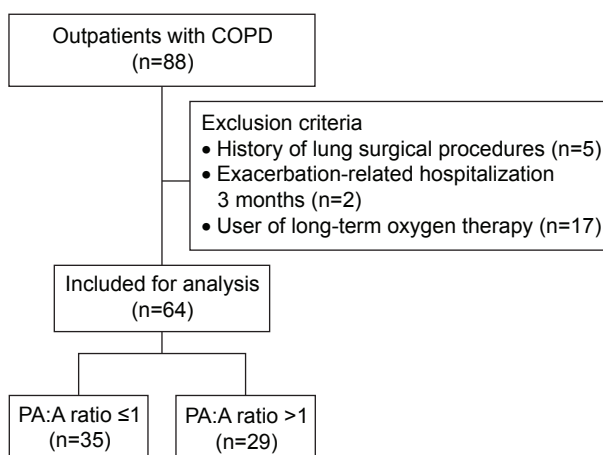 Outpatients with COPD
(n=88)
Exclusion criteria
• History of lung surgical procedures (n=5)
• Exacerbation-related hospitalization
3 months (n=2)
• User of long-term oxygen therapy (n=17)
Included for analysis
(n=64)
PA:A ratio ≤1
(n=35)
PA:A ratio >1
(n=29)